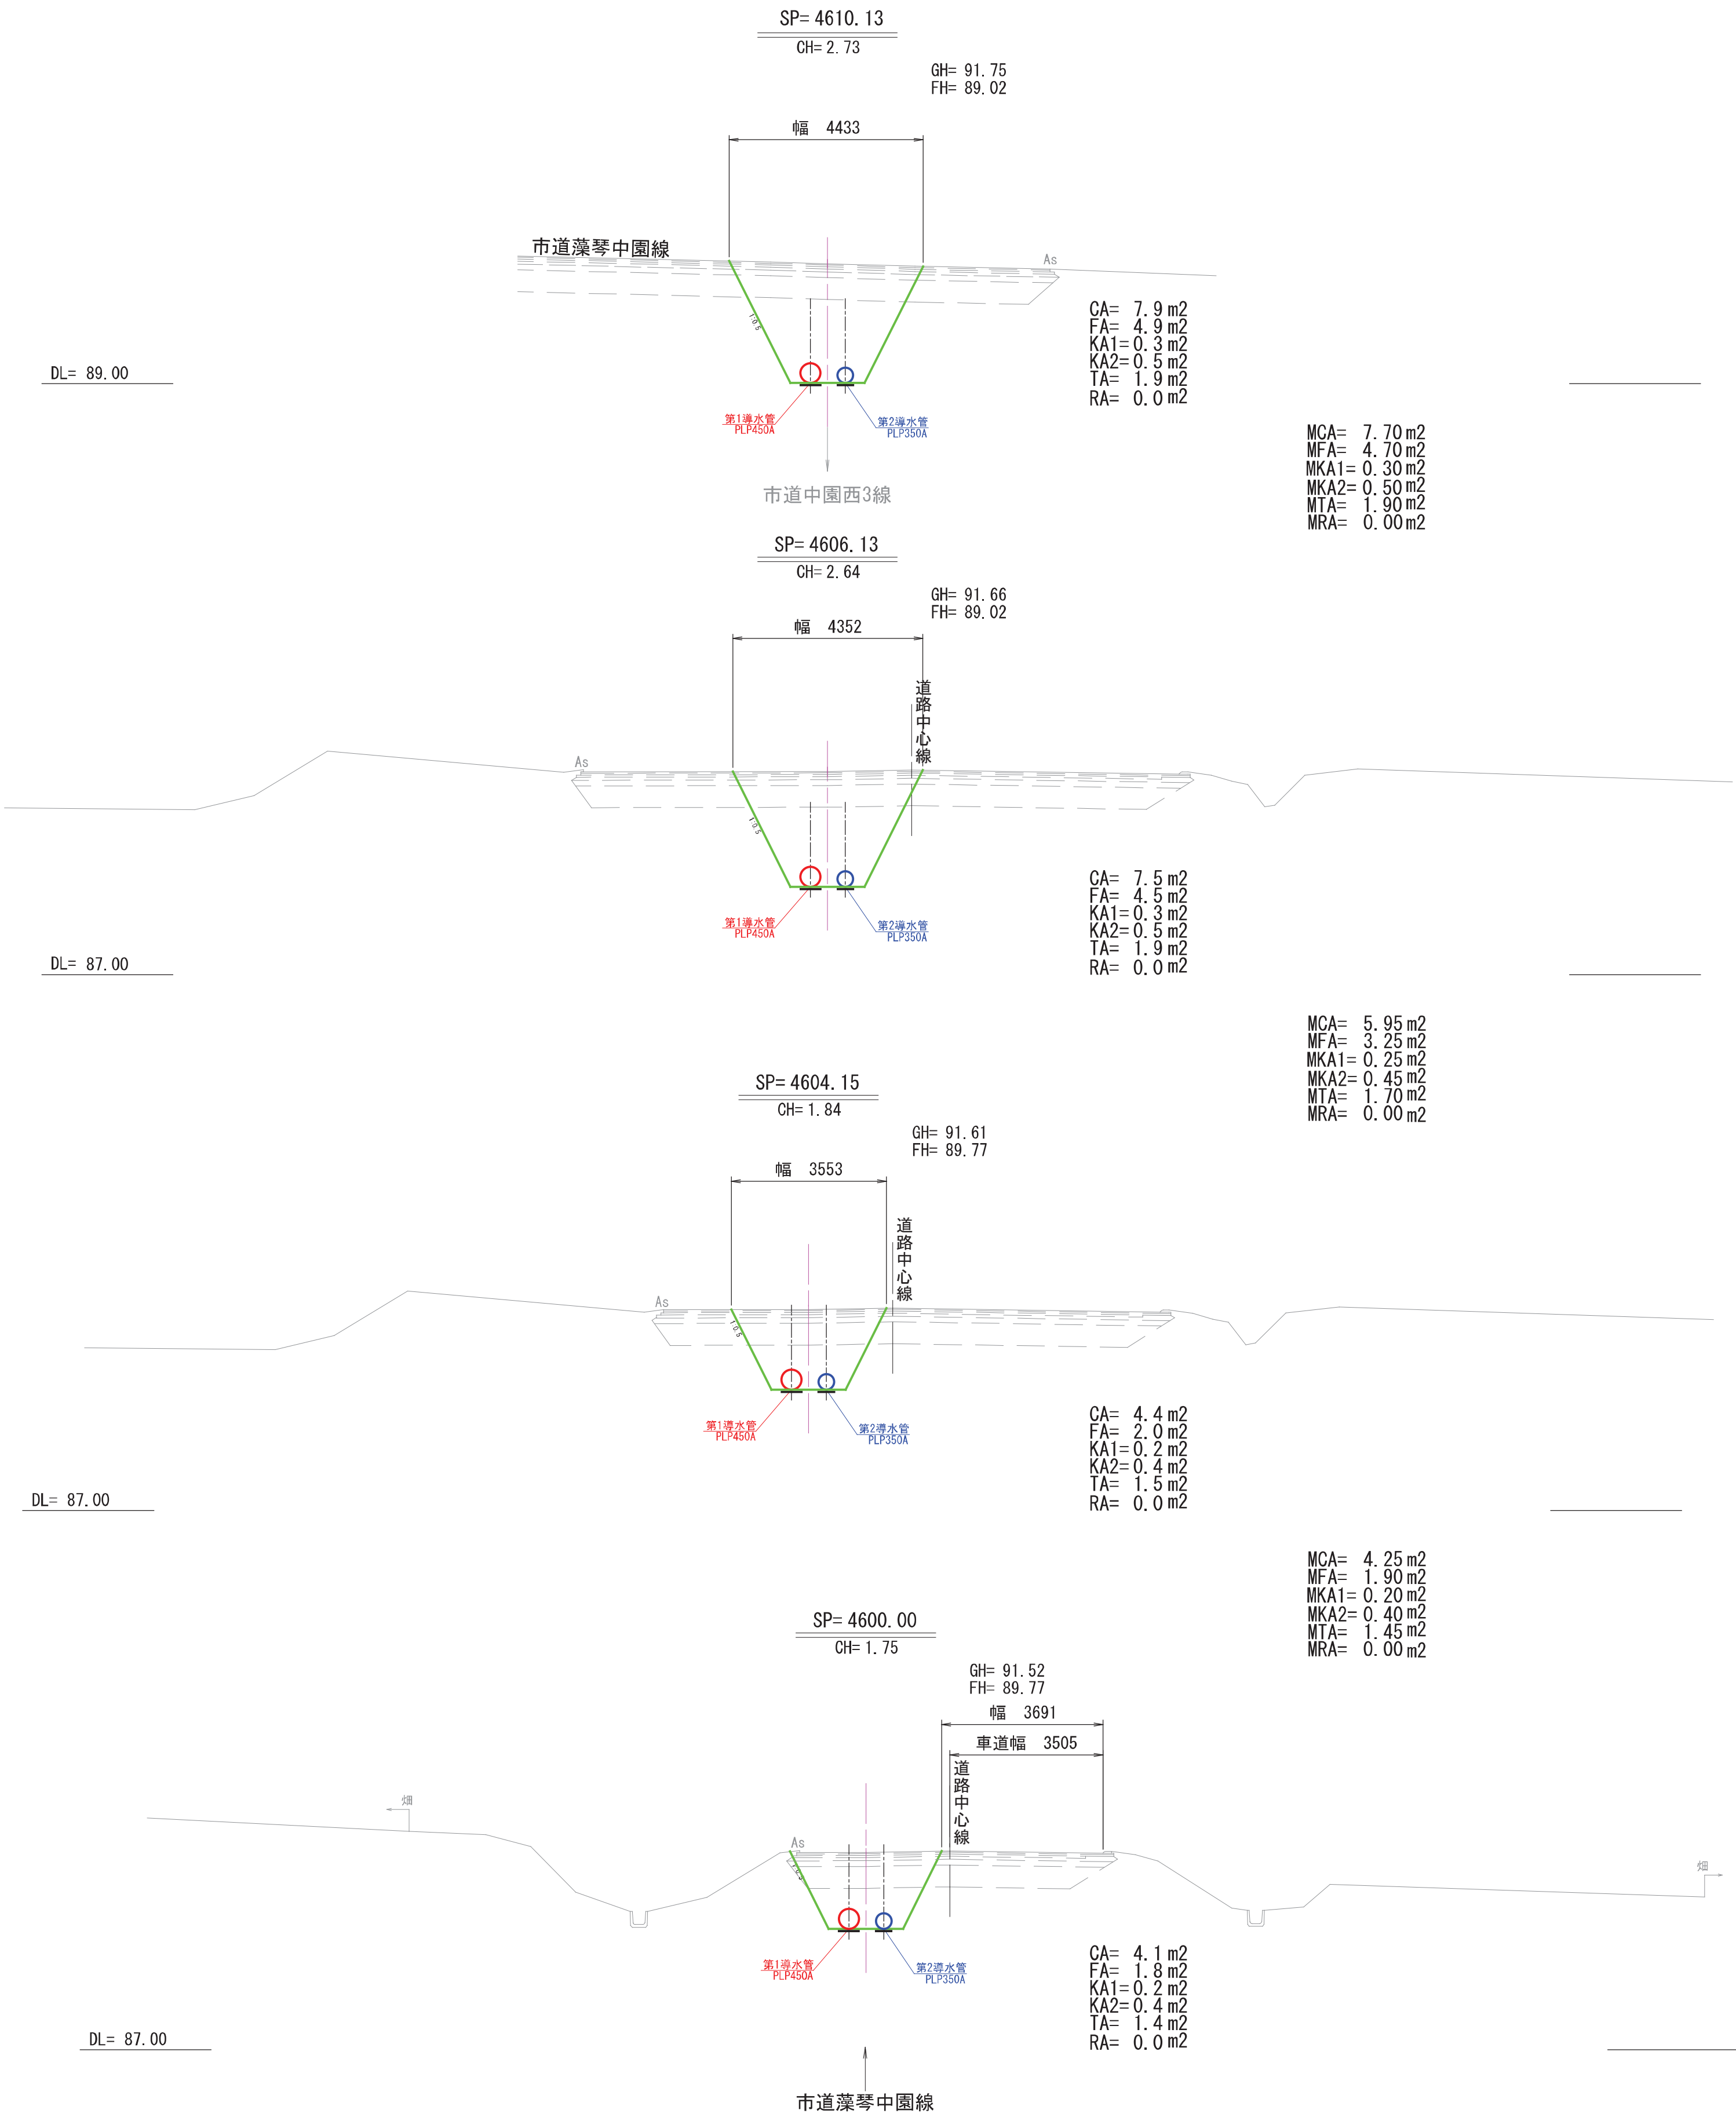 SP= 4610.13
CH= 2.73
GH= 91.75
FH= 89.02
幅 4433
市道藻琴中園線
As
1:0.5
CA= 7.9 m2
FA= 4.9 m2
KA1= 0.3 m2
KA2= 0.5 m2
TA= 1.9 m2
RA= 0.0 m2
DL= 89.00
第1導水管
PLP450A
第2導水管
PLP350A
市道中園西3線
MCA= 7.70 m2
MFA= 4.70 m2
MKA1= 0.30 m2
MKA2= 0.50 m2
MTA= 1.90 m2
MRA= 0.00 m2
SP= 4606.13
CH= 2.64
GH= 91.66
FH= 89.02
幅 4352
道路中心線
As
1:0.5
CA= 7.5 m2
FA= 4.5 m2
KA1= 0.3 m2
KA2= 0.5 m2
TA= 1.9 m2
RA= 0.0 m2
第1導水管
PLP450A
第2導水管
PLP350A
DL= 87.00
MCA= 5.95 m2
MFA= 3.25 m2
MKA1= 0.25 m2
MKA2= 0.45 m2
MTA= 1.70 m2
MRA= 0.00 m2
SP= 4604.15
CH= 1.84
GH= 91.61
FH= 89.77
幅 3553
道路中心線
As
1:0.5
CA= 4.4 m2
FA= 2.0 m2
KA1= 0.2 m2
KA2= 0.4 m2
TA= 1.5 m2
RA= 0.0 m2
第1導水管
PLP450A
第2導水管
PLP350A
DL= 87.00
MCA= 4.25 m2
MFA= 1.90 m2
MKA1= 0.20 m2
MKA2= 0.40 m2
MTA= 1.45 m2
MRA= 0.00 m2
SP= 4600.00
CH= 1.75
GH= 91.52
FH= 89.77
幅 3691
車道幅 3505
道路中心線
畑
As
1:0.5
畑
CA= 4.1 m2
FA= 1.8 m2
KA1= 0.2 m2
KA2= 0.4 m2
TA= 1.4 m2
RA= 0.0 m2
第1導水管
PLP450A
第2導水管
PLP350A
DL= 87.00
市道藻琴中園線